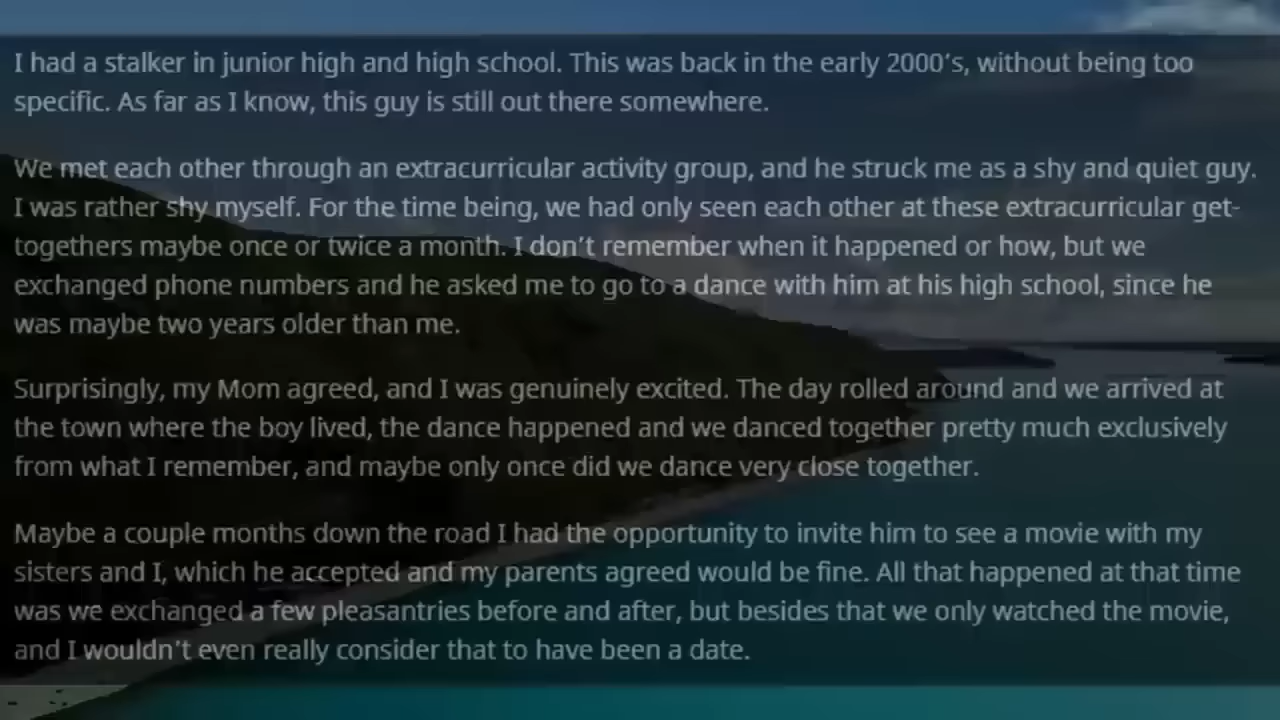 I had a stalker in junior high and high school. This was back in the early 2000’s, without being too
specific. As far as I know, this guy is still out there somewhere.
We met each other through an extracurricular activity group, and he struck me as a shy and quiet guy.
I was rather shy myself. For the time being, we had only seen each other at these extracurricular get-
togethers maybe once or twice a month. I don’t remember when it happened or how, but we
exchanged phone numbers and he asked me to go to a dance with him at his high school, since he
was maybe two years older than me.
Surprisingly, my Mom agreed, and I was genuinely excited. The day rolled around and we arrived at
the town where the boy lived, the dance happened and we danced together pretty much exclusively
from what I remember, and maybe only once did we dance very close together.
Maybe a couple months down the road I had the opportunity to invite him to see a movie with my
sisters and I, which he accepted and my parents agreed would be fine. All that happened at that time
was we exchanged a few pleasantries before and after, but besides that we only watched the movie,
and I wouldn’t even really consider that to have been a date.